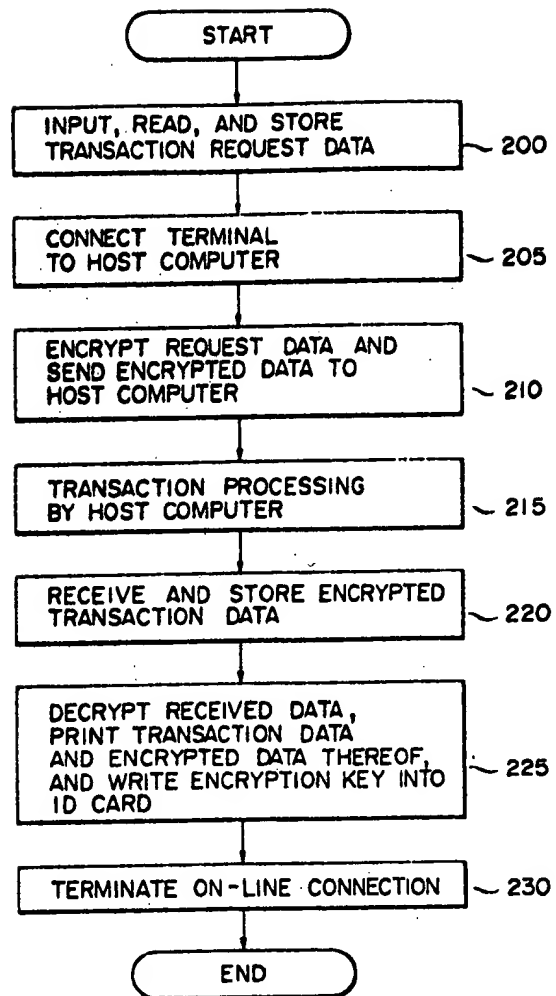 START
INPUT, READ, AND STORE
TRANSACTION REQUEST DATA
200
CONNECT TERMINAL
TO HOST COMPUTER
205
ENCRYPT REQUEST DATA AND
SEND ENCRYPTED DATA TO
HOST COMPUTER
210
TRANSACTION PROCESSING
BY HOST COMPUTER
215
RECEIVE AND STORE ENCRYPTED
TRANSACTION DATA
220
DECRYPT RECEIVED DATA,
PRINT TRANSACTION DATA
AND ENCRYPTED DATA THEREOF,
AND WRITE ENCRYPTION KEY INTO
ID CARD
225
TERMINATE ON-LINE CONNECTION
230
END